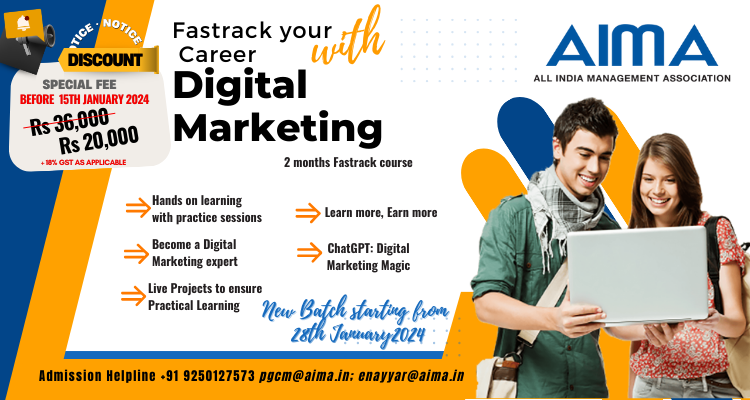 NOTICE · NOTICE
DISCOUNT
SPECIAL FEE
BEFORE 15TH JANUARY 2024
Rs 36,000
Rs 20,000
+ 18% GST AS APPLICABLE
Fastrack your
Career
with
Digital
Marketing
2 months Fastrack course
AIMA
ALL INDIA MANAGEMENT ASSOCIATION
Hands on learning
with practice sessions
Become a Digital
Marketing expert
Live Projects to ensure
Practical Learning
Learn more, Earn more
ChatGPT: Digital
Marketing Magic
New Batch starting from
28th January2024
Admission Helpline +91 9250127573 pgcm@aima.in; enayyar@aima.in